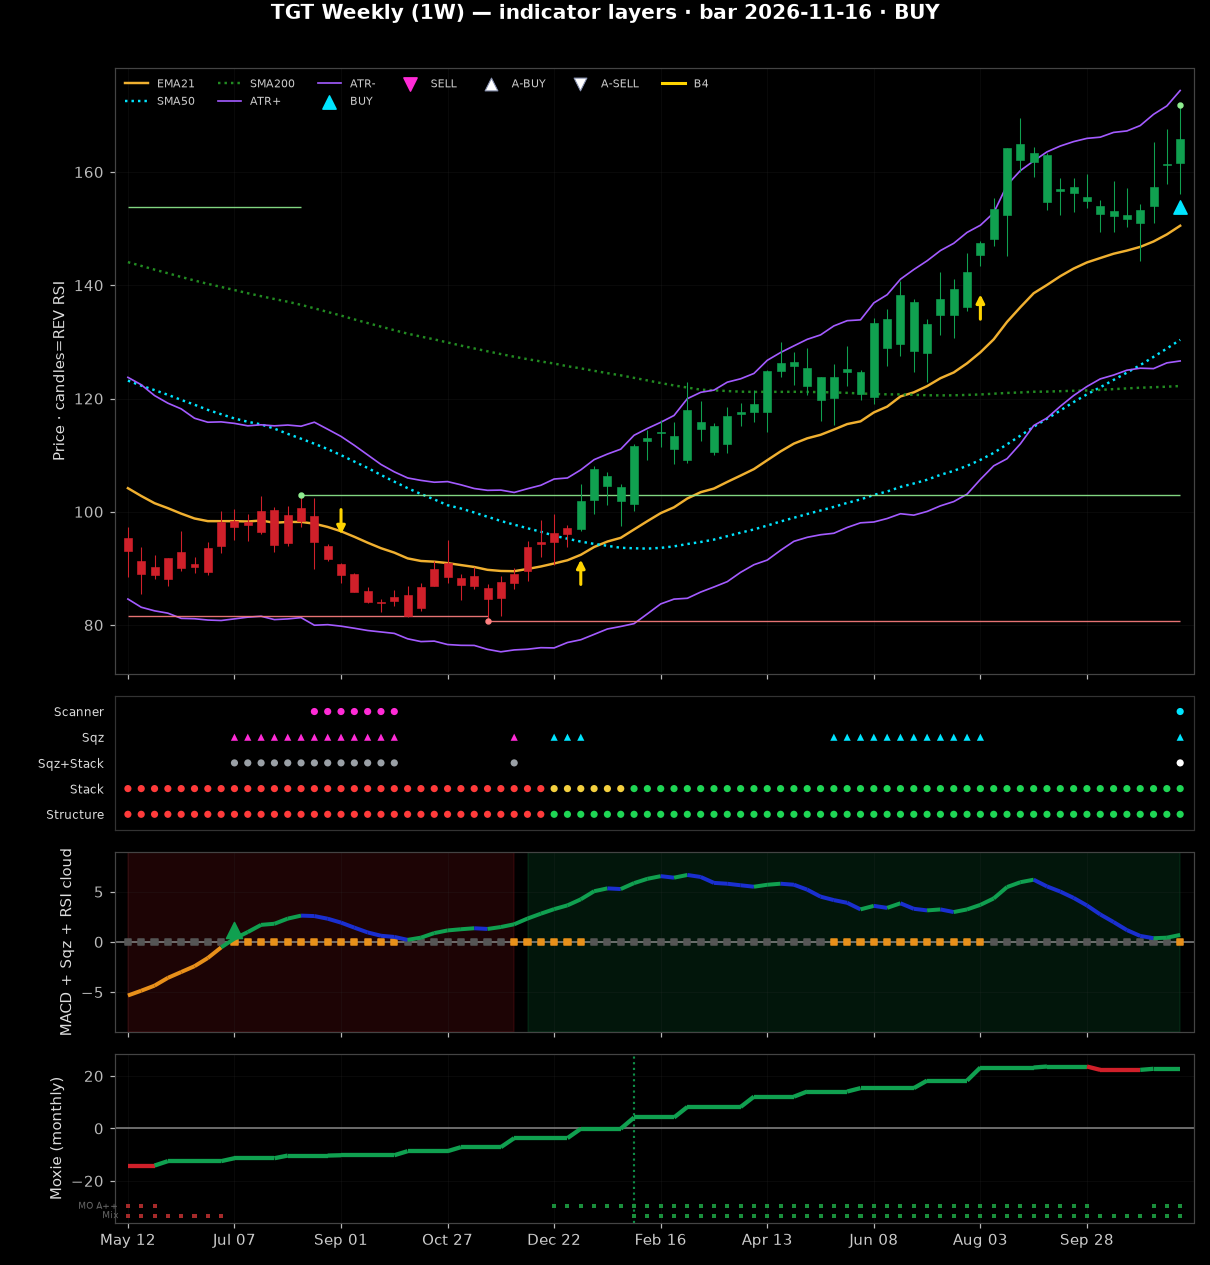 TGT Weekly (1W) — indicator layers · bar 2026-11-16 · BUY
EMA21 SMA200 ATR- SELL A-BUY A-SELL B4
SMA50 ATR+ BUY
Price · candles=REV RSI
160
140
120
100
80
Scanner
Sqz
Sqz+Stack
Stack
Structure
MACD + Sqz + RSI cloud
5
0
−5
Moxie (monthly)
20
0
−20
MO A++
Mix
May 12 Jul 07 Sep 01 Oct 27 Dec 22 Feb 16 Apr 13 Jun 08 Aug 03 Sep 28